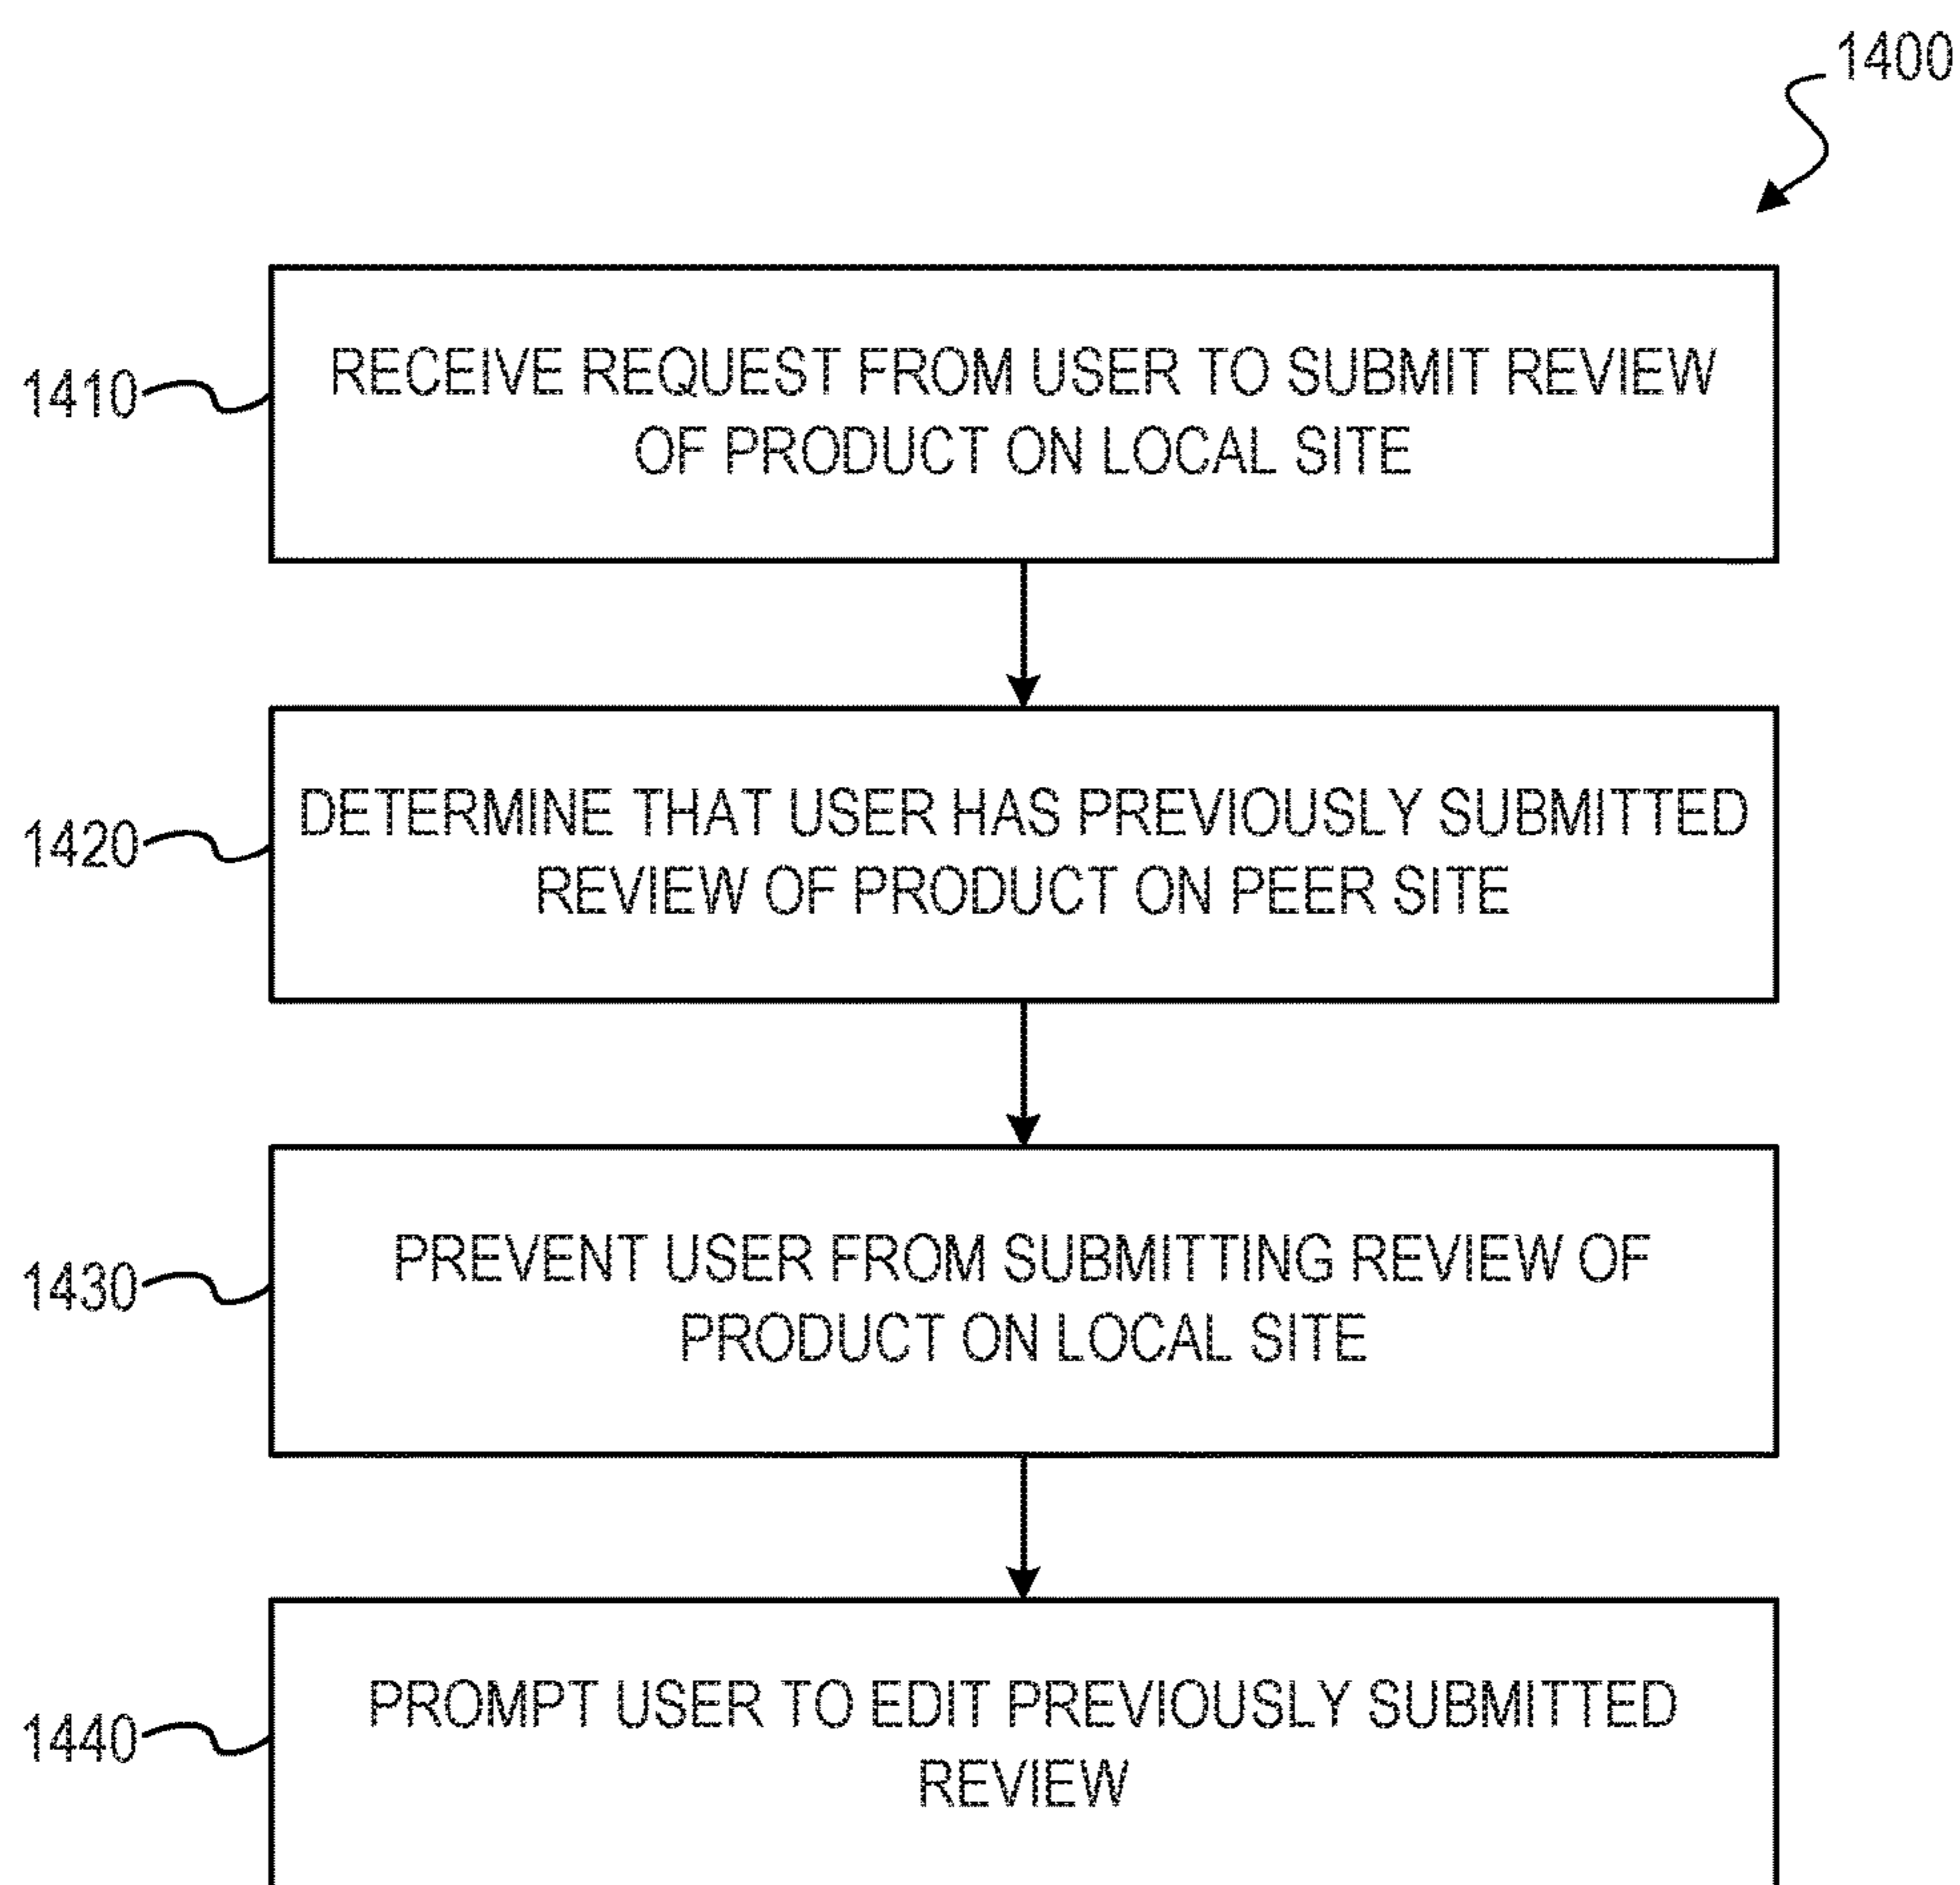 1400
1410
RECEIVE REQUEST FROM USER TO SUBMIT REVIEW
OF PRODUCT ON LOCAL SITE
1420
DETERMINE THAT USER HAS PREVIOUSLY SUBMITTED
REVIEW OF PRODUCT ON PEER SITE
1430
PREVENT USER FROM SUBMITTING REVIEW OF
PRODUCT ON LOCAL SITE
1440
PROMPT USER TO EDIT PREVIOUSLY SUBMITTED
REVIEW